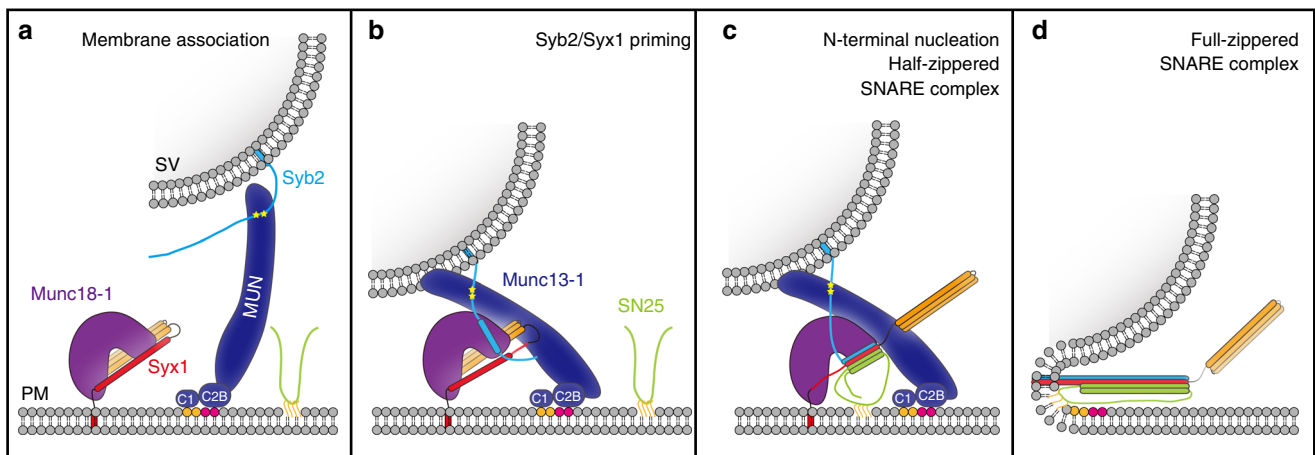 a
Membrane association
SV
Syb2
MUN
Munc18-1
Syx1
PM
C1
C2B
b
Syb2/Syx1 priming
Munc13-1
SN25
C1
C2B
c
N-terminal nucleation
Half-zippered
SNARE complex
C1
C2B
d
Full-zippered
SNARE complex